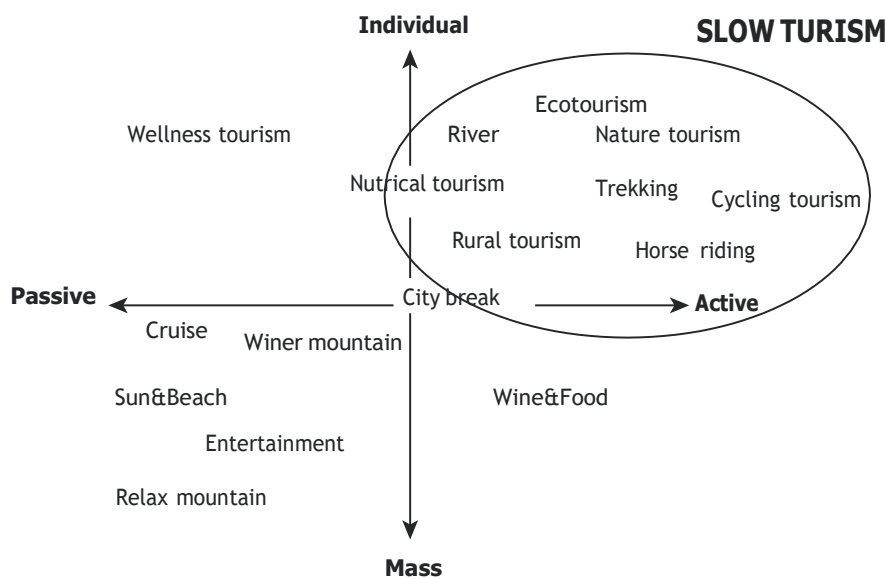 Individual
SLOW TURISM
Ecotourism
Wellness tourism
River
Nature tourism
Nutrical tourism
Trekking
Cycling tourism
Rural tourism
Horse riding
Passive
City break
Active
Cruise
Winer mountain
Sun&Beach
Wine&Food
Entertainment
Relax mountain
Mass